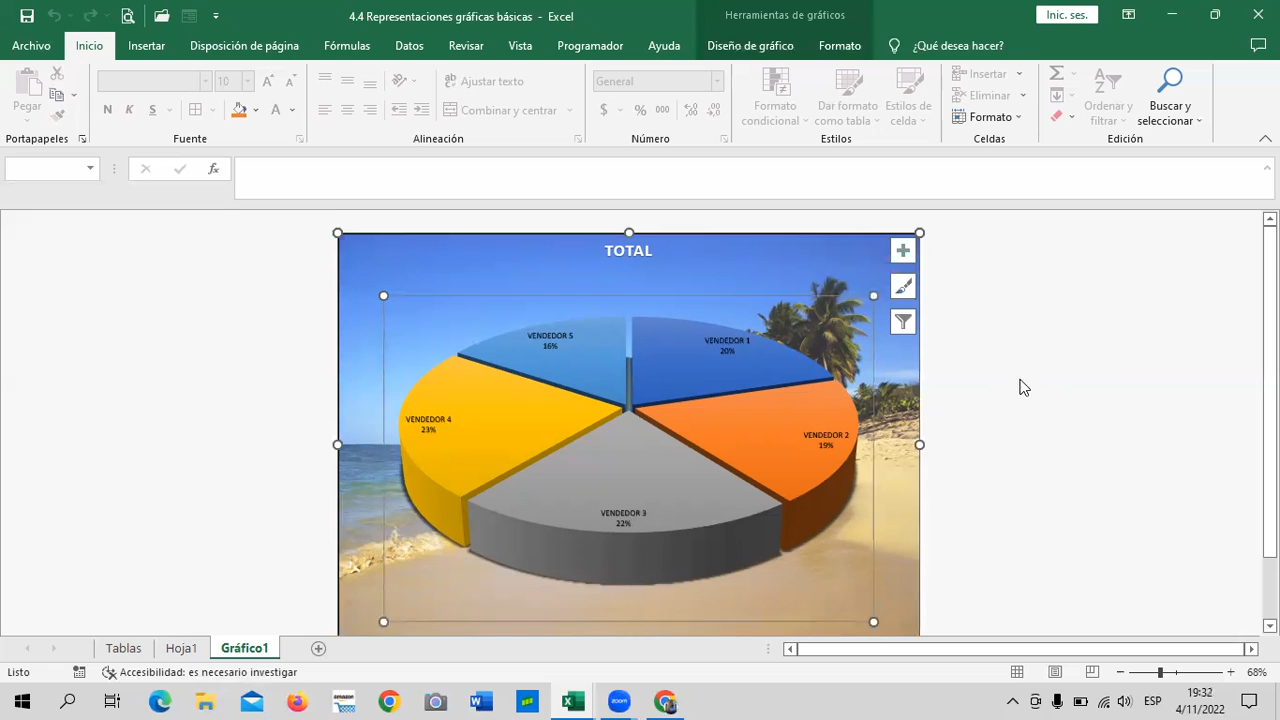 4.4 Representaciones gráficas básicas - Excel
Herramientas de gráficos
Inic. ses.
Archivo Inicio Insertar Disposición de página Fórmulas Datos Revisar Vista Programador Ayuda Diseño de gráfico Formato ¿Qué desea hacer?
Pegar
Portapapeles
10
N K S
Fuente
Ajustar texto
Combinar y centrar
Alineación
General
$ % 000
Número
Formato condicional
Dar formato como tabla
Estilos de celda
Estilos
Insertar
Eliminar
Formato
Celdas
Ordenar y filtrar
Buscar y seleccionar
Edición
fx
TOTAL
VENDEDOR 5
16%
VENDEDOR 1
20%
VENDEDOR 4
23%
VENDEDOR 2
19%
VENDEDOR 3
22%
Tablas Hoja1 Gráfico1
Listo Accesibilidad: es necesario investigar 68%
amazon
zoom
ESP
19:32
4/11/2022